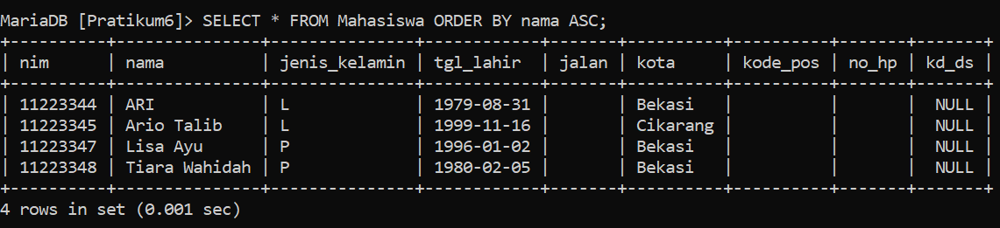 MariaDB [Pratikum6]> SELECT * FROM Mahasiswa ORDER BY nama ASC;
+----------+---------------+---------------+------------+-------+----------+----------+-------+-------+
| nim      | nama          | jenis_kelamin | tgl_lahir  | jalan | kota     | kode_pos | no_hp | kd_ds |
+----------+---------------+---------------+------------+-------+----------+----------+-------+-------+
| 11223344 | ARI           | L             | 1979-08-31 |       | Bekasi   |          |       |  NULL |
| 11223345 | Ario Talib    | L             | 1999-11-16 |       | Cikarang |          |       |  NULL |
| 11223347 | Lisa Ayu      | P             | 1996-01-02 |       | Bekasi   |          |       |  NULL |
| 11223348 | Tiara Wahidah | P             | 1980-02-05 |       | Bekasi   |          |       |  NULL |
+----------+---------------+---------------+------------+-------+----------+----------+-------+-------+
4 rows in set (0.001 sec)